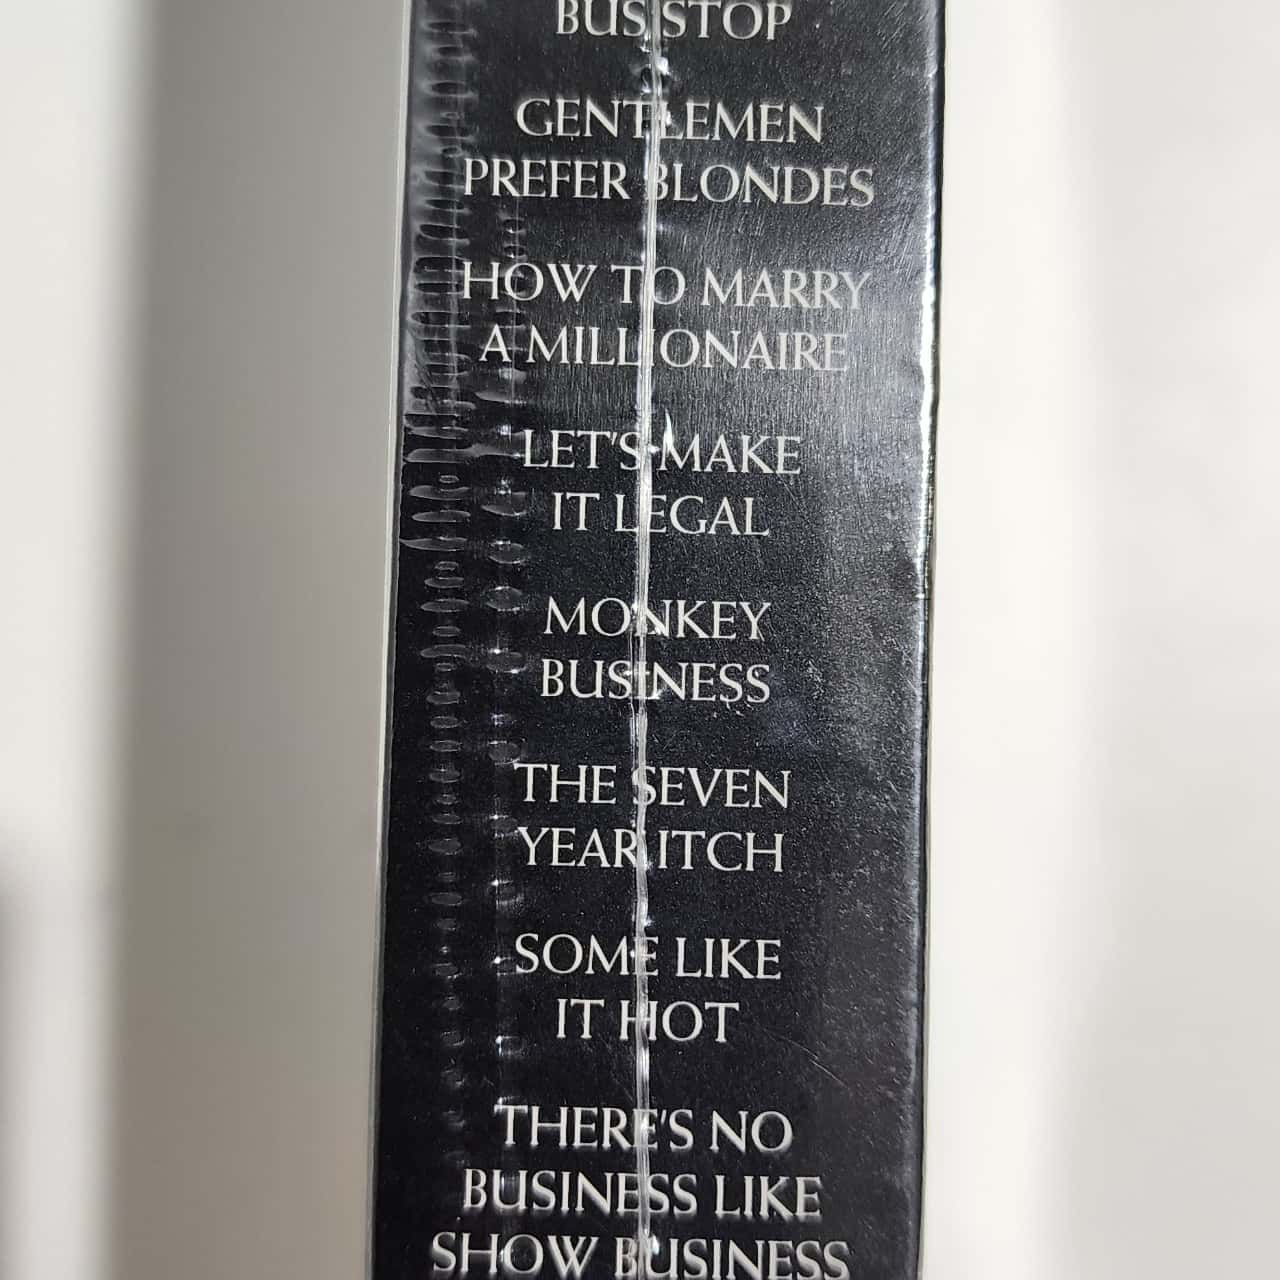 BUS STOP
GENTLEMEN
PREFER BLONDES
HOW TO MARRY
A MILLIONAIRE
LET'S MAKE
IT LEGAL
MONKEY
BUSINESS
THE SEVEN
YEAR ITCH
SOME LIKE
IT HOT
THERE'S NO
BUSINESS LIKE
SHOW BUSINESS